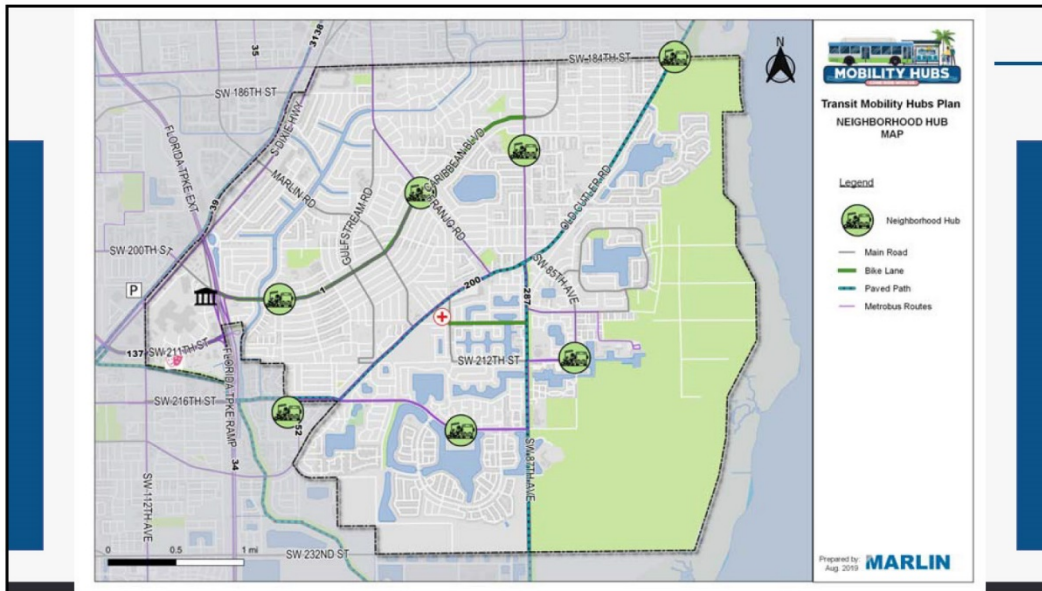 3138
35
SW 184TH ST
N
SW 186TH ST
S DIXIE HWY
FLORIDA TPKE EXT
MARLIN RD
GULFSTREAM RD
CARIBBEAN BLVD
FRANJO RD
OLD CUTLER RD
39
SW 200TH ST
P
1
200
SW 85TH AVE
287
137
SW 211TH ST
SW 212TH ST
FLORIDA TPKE RAMP
SW 216TH ST
52
34
SW 87TH AVE
SW 112TH AVE
SW 232ND ST
0 0.5 1 mi
MOBILITY HUBS
Transit Mobility Hubs Plan
NEIGHBORHOOD HUB
MAP
Legend
Neighborhood Hub
Main Road
Bike Lane
Paved Path
Metrobus Routes
Prepared by:
Aug. 2019
MARLIN